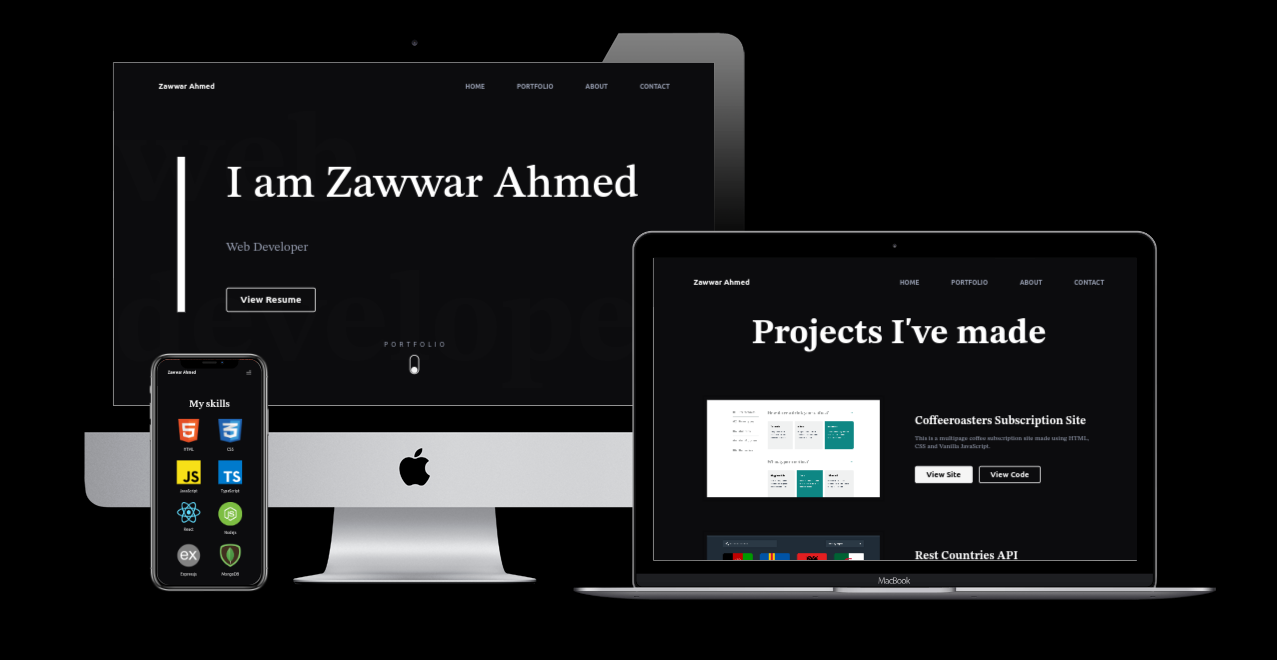 Zawwar Ahmed
HOME PORTFOLIO ABOUT CONTACT
web
I am Zawwar Ahmed
Web Developer
View Resume
develope
PORTFOLIO
Zawwar Ahmed
My skills
HTML
CSS
JS
JavaScript
TS
TypeScript
React
Nodejs
ex
Expressjs
MongoDB
Zawwar Ahmed
HOME PORTFOLIO ABOUT CONTACT
Projects I've made
Coffeeroasters Subscription Site
This is a multipage coffee subscription site made using HTML,
CSS and Vanilla JavaScript.
View Site View Code
Rest Countries API
MacBook